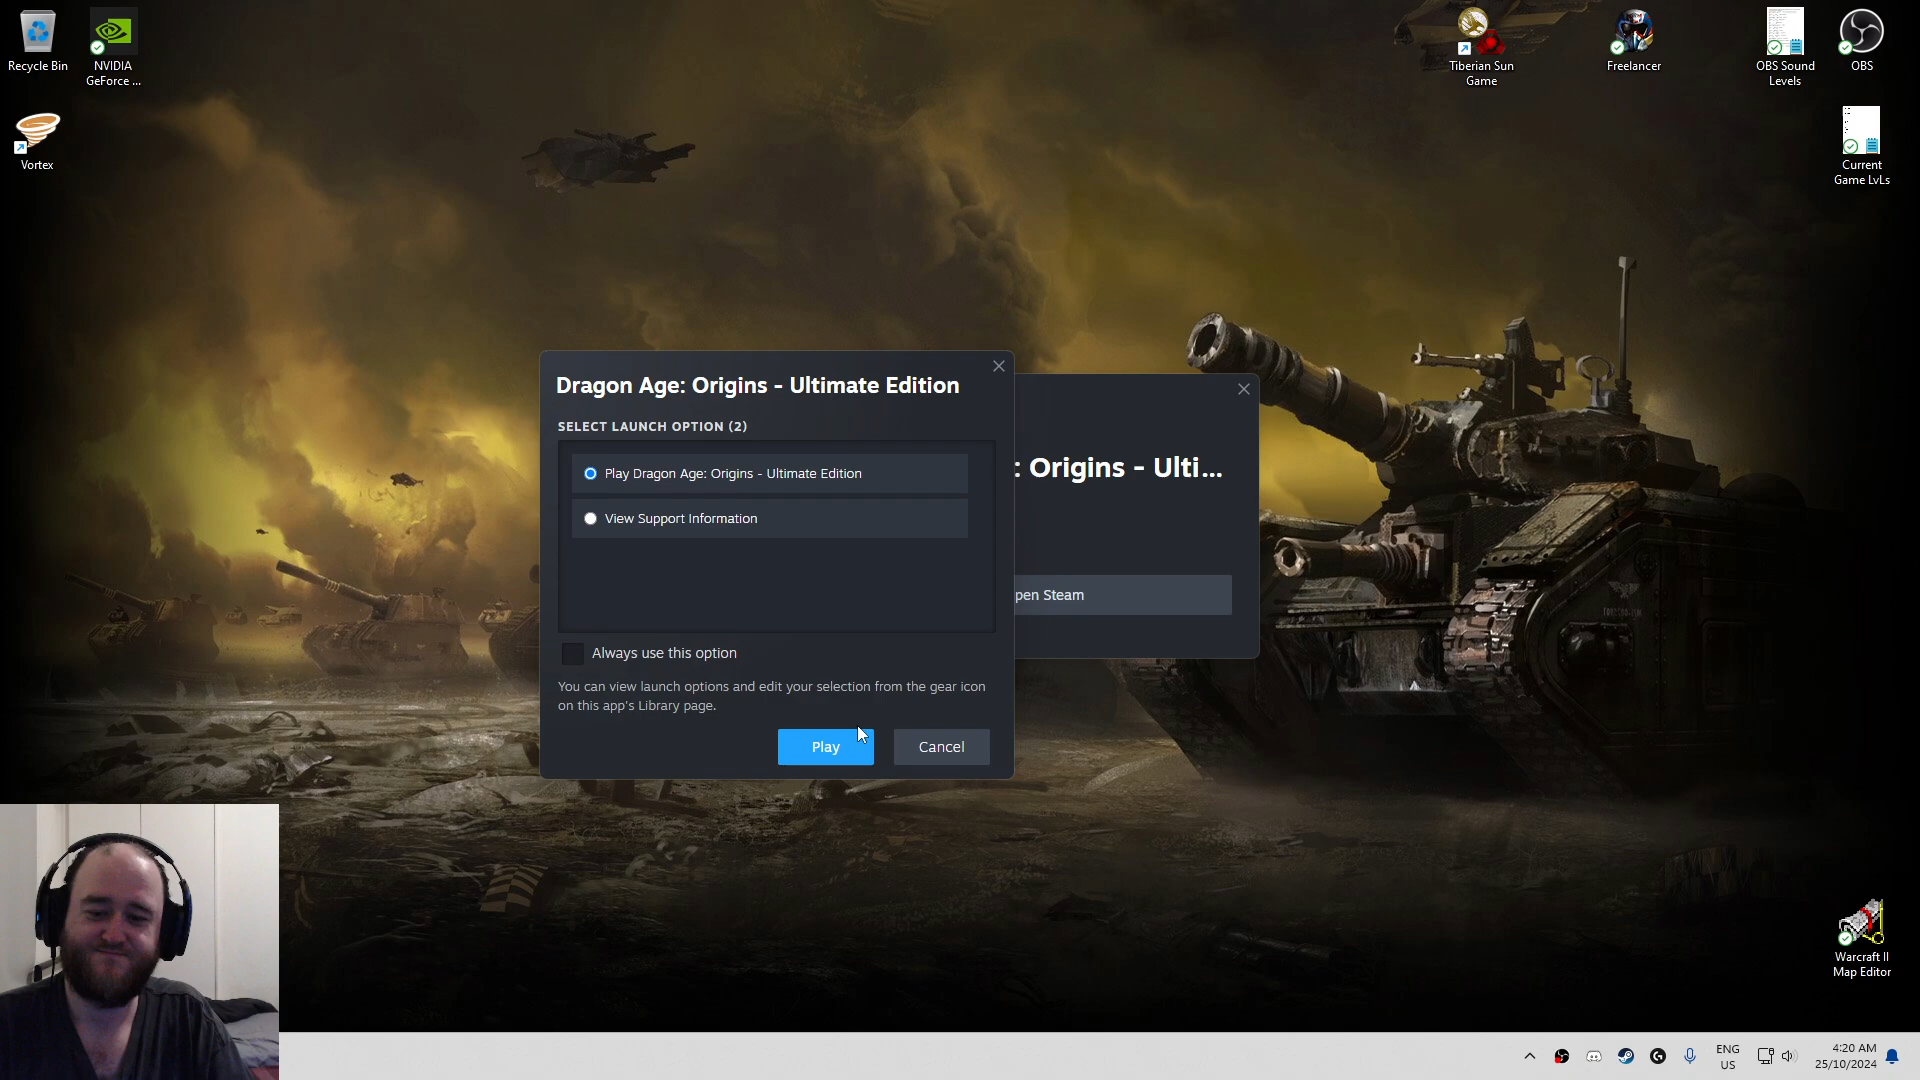 Recycle Bin
NVIDIA
GeForce ...
Vortex
Tiberian Sun
Game
Freelancer
OBS Sound
Levels
OBS
Current
Game LvLs
Dragon Age: Origins - Ultimate Edition
SELECT LAUNCH OPTION (2)
Play Dragon Age: Origins - Ultimate Edition
View Support Information
Always use this option
You can view launch options and edit your selection from the gear icon
on this app's Library page.
Play
Cancel
: Origins - Ulti...
pen Steam
Warcraft II
Map Editor
ENG
US
4:20 AM
25/10/2024